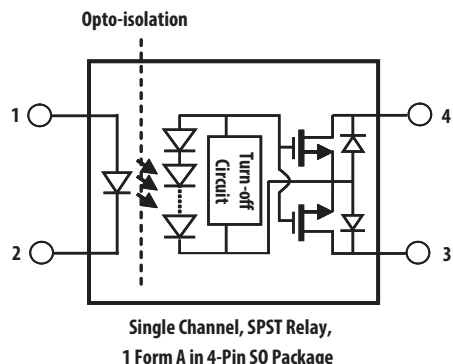 Opto-isolation
1
4
Turn-off
Circuit
2
3
Single Channel, SPST Relay,
1 Form A in 4-Pin SO Package